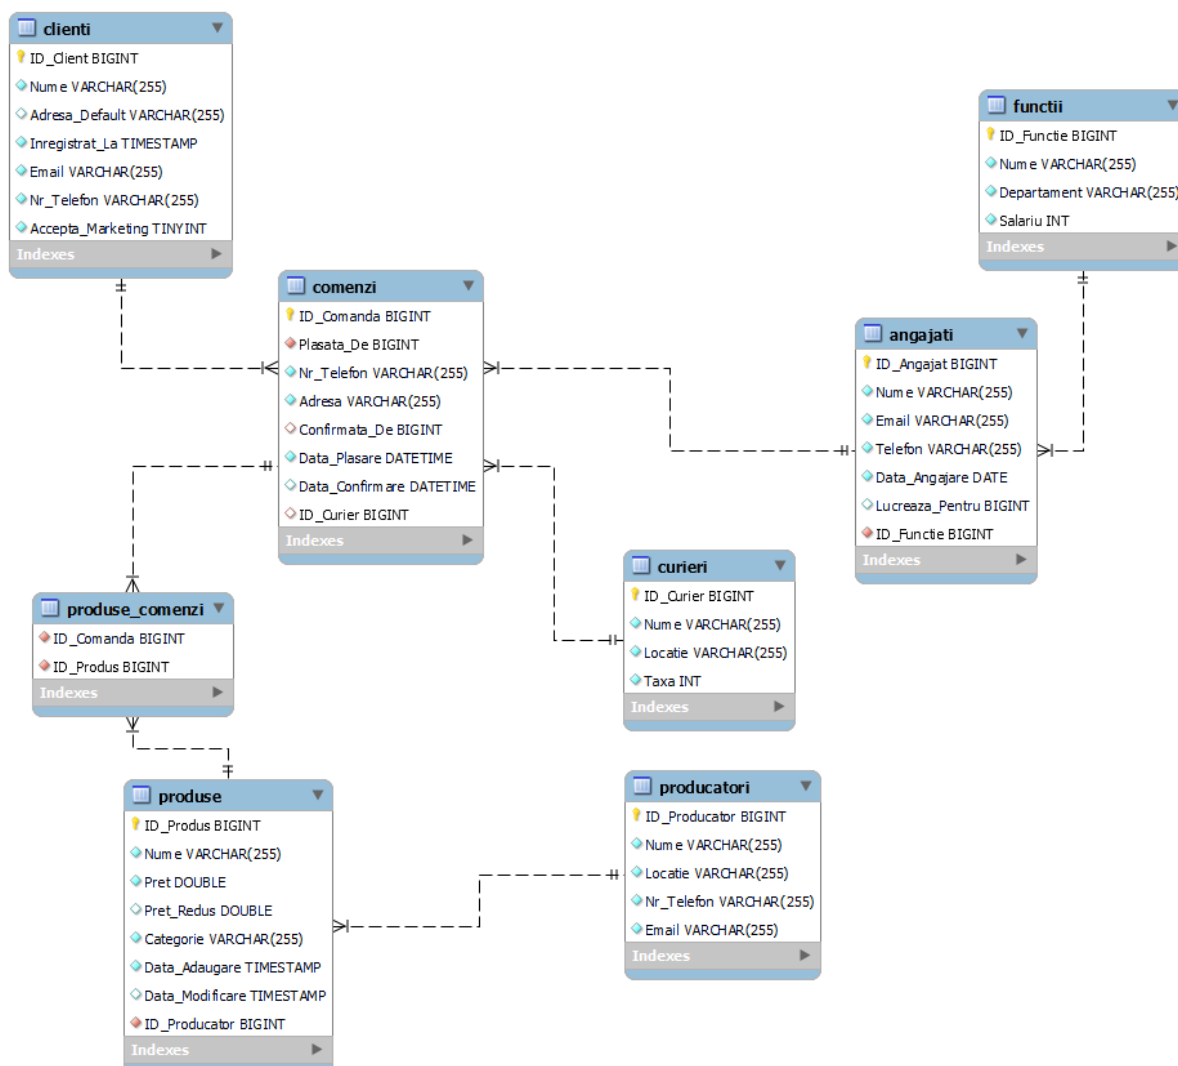 clienti
ID_Client BIGINT
Nume VARCHAR(255)
Adresa_Default VARCHAR(255)
Inregistrat_La TIMESTAMP
Email VARCHAR(255)
Nr_Telefon VARCHAR(255)
Accepta_Marketing TINYINT
Indexes
functii
ID_Functie BIGINT
Nume VARCHAR(255)
Departament VARCHAR(255)
Salariu INT
Indexes
comenzi
ID_Comanda BIGINT
Plasata_De BIGINT
Nr_Telefon VARCHAR(255)
Adresa VARCHAR(255)
Confirmata_De BIGINT
Data_Plasare DATETIME
Data_Confirmare DATETIME
ID_Curier BIGINT
Indexes
angajati
ID_Angajat BIGINT
Nume VARCHAR(255)
Email VARCHAR(255)
Telefon VARCHAR(255)
Data_Angajare DATE
Lucreaza_Pentru BIGINT
ID_Functie BIGINT
Indexes
curieri
ID_Curier BIGINT
Nume VARCHAR(255)
Locatie VARCHAR(255)
Taxa INT
Indexes
produse_comenzi
ID_Comanda BIGINT
ID_Produs BIGINT
Indexes
produse
ID_Produs BIGINT
Nume VARCHAR(255)
Pret DOUBLE
Pret_Redus DOUBLE
Categorie VARCHAR(255)
Data_Adaugare TIMESTAMP
Data_Modificare TIMESTAMP
ID_Producator BIGINT
Indexes
producatori
ID_Producator BIGINT
Nume VARCHAR(255)
Locatie VARCHAR(255)
Nr_Telefon VARCHAR(255)
Email VARCHAR(255)
Indexes